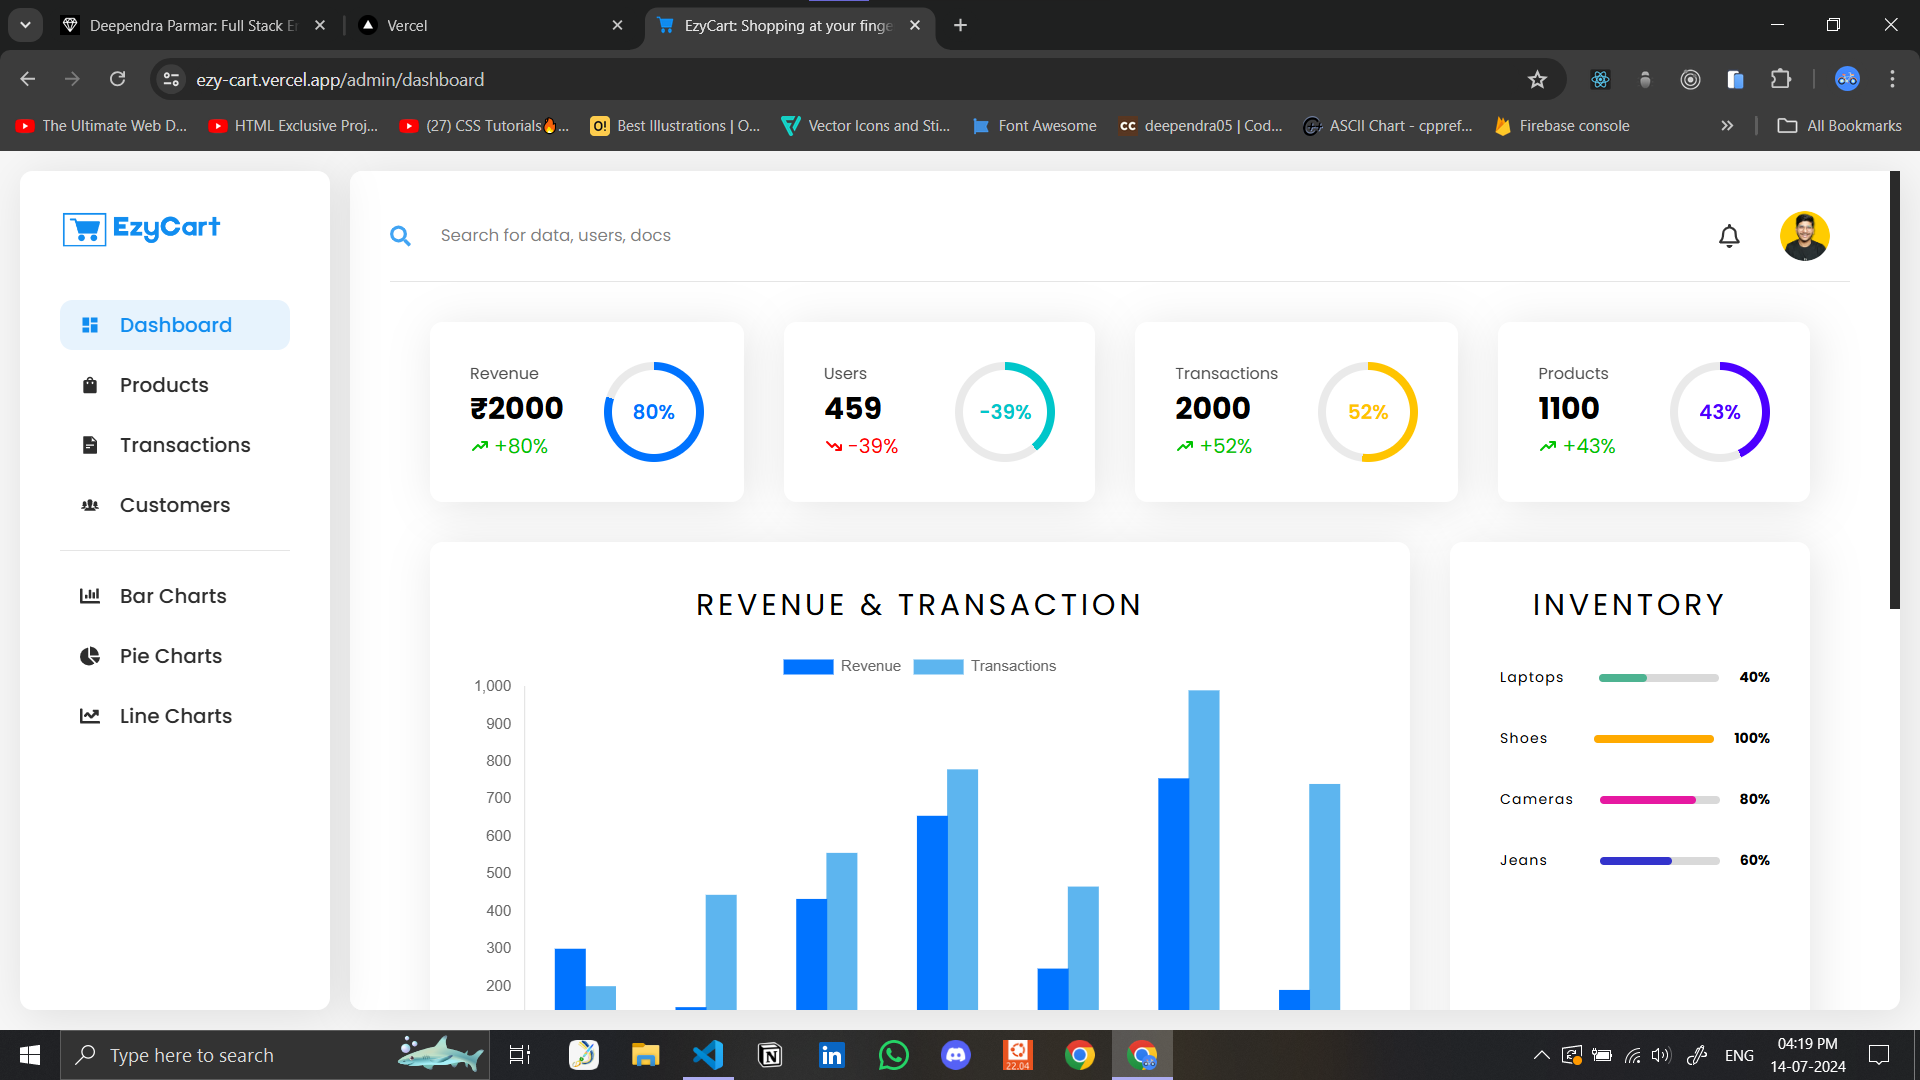 Deependra Parmar: Full Stack Er
Vercel
EzyCart: Shopping at your finge
ezy-cart.vercel.app/admin/dashboard
The Ultimate Web D...
HTML Exclusive Proj...
(27) CSS Tutorials🔥...
O!
Best Illustrations | O...
Vector Icons and Sti...
Font Awesome
CC
deependra05 | Cod...
ASCII Chart - cppref...
Firebase console
All Bookmarks
EzyCart
Search for data, users, docs
Dashboard
Products
Transactions
Customers
Bar Charts
Pie Charts
Line Charts
Revenue
₹2000
+80%
80%
Users
459
-39%
-39%
Transactions
2000
+52%
52%
Products
1100
+43%
43%
REVENUE & TRANSACTION
Revenue
Transactions
1,000
900
800
700
600
500
400
300
200
INVENTORY
Laptops 40%
Shoes 100%
Cameras 80%
Jeans 60%
Type here to search
22.04
ENG
04:19 PM
14-07-2024